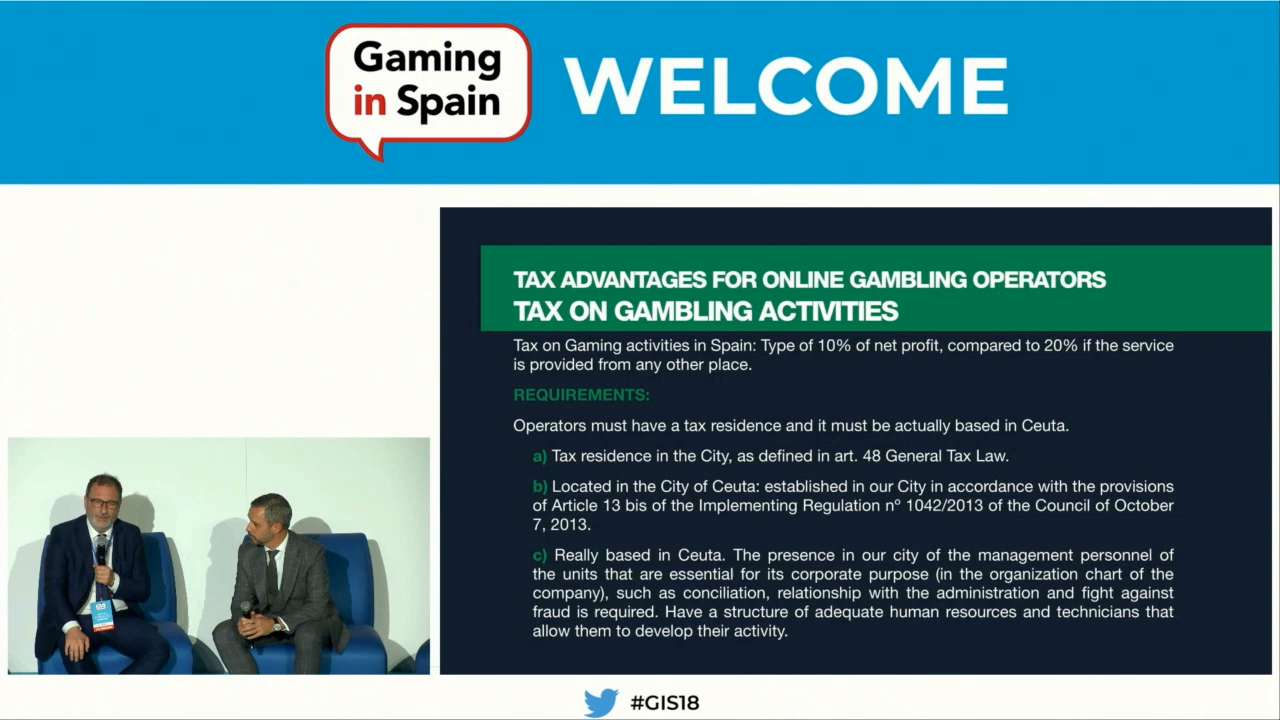 Gaming
in Spain
WELCOME
TAX ADVANTAGES FOR ONLINE GAMBLING OPERATORS
TAX ON GAMBLING ACTIVITIES
Tax on Gaming activities in Spain: Type of 10% of net profit, compared to 20% if the service
is provided from any other place.
REQUIREMENTS:
Operators must have a tax residence and it must be actually based in Ceuta.
a) Tax residence in the City, as defined in art. 48 General Tax Law.
b) Located in the City of Ceuta: established in our City in accordance with the provisions
of Article 13 bis of the Implementing Regulation nº 1042/2013 of the Council of October
7, 2013.
c) Really based in Ceuta. The presence in our city of the management personnel of
the units that are essential for its corporate purpose (in the organization chart of the
company), such as conciliation, relationship with the administration and fight against
fraud is required. Have a structure of adequate human resources and technicians that
allow them to develop their activity.
#GIS18